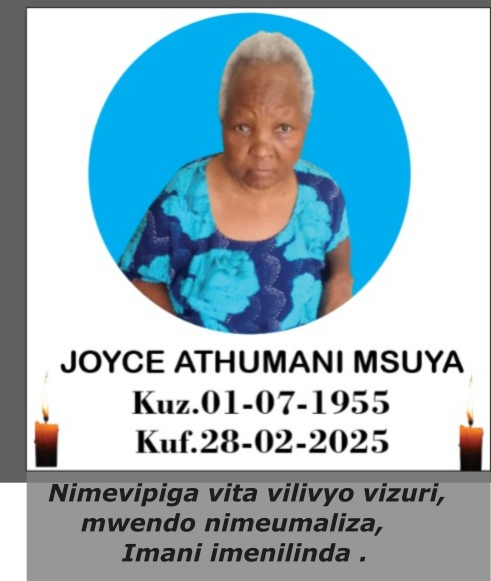 JOYCE ATHUMANI MSUYA
Kuz.01-07-1955
Kuf.28-02-2025
Nimevipiga vita vilivyo vizuri,
mwendo nimeumaliza,
Imani imenilinda .